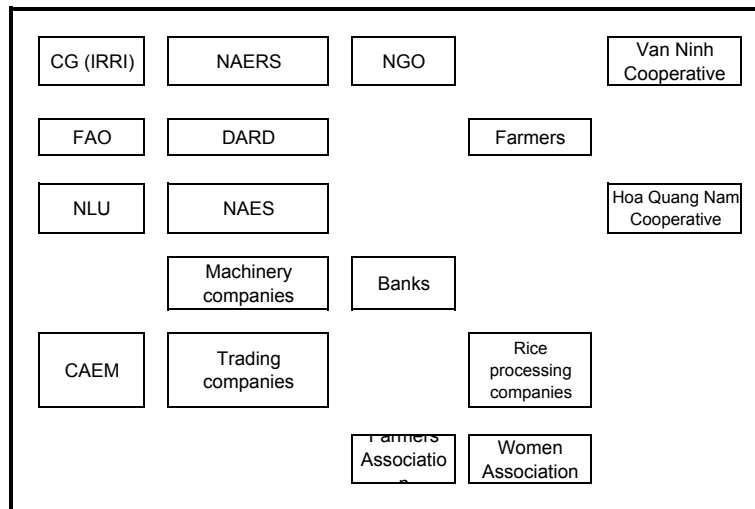 CG (IRRI)
NAERS
NGO
Van Ninh
Cooperative
FAO
DARD
Farmers
NLU
NAES
Hoa Quang Nam
Cooperative
Machinery
companies
Banks
CAEM
Trading
companies
Rice
processing
companies
Farmers
Associatio
n
Women
Association